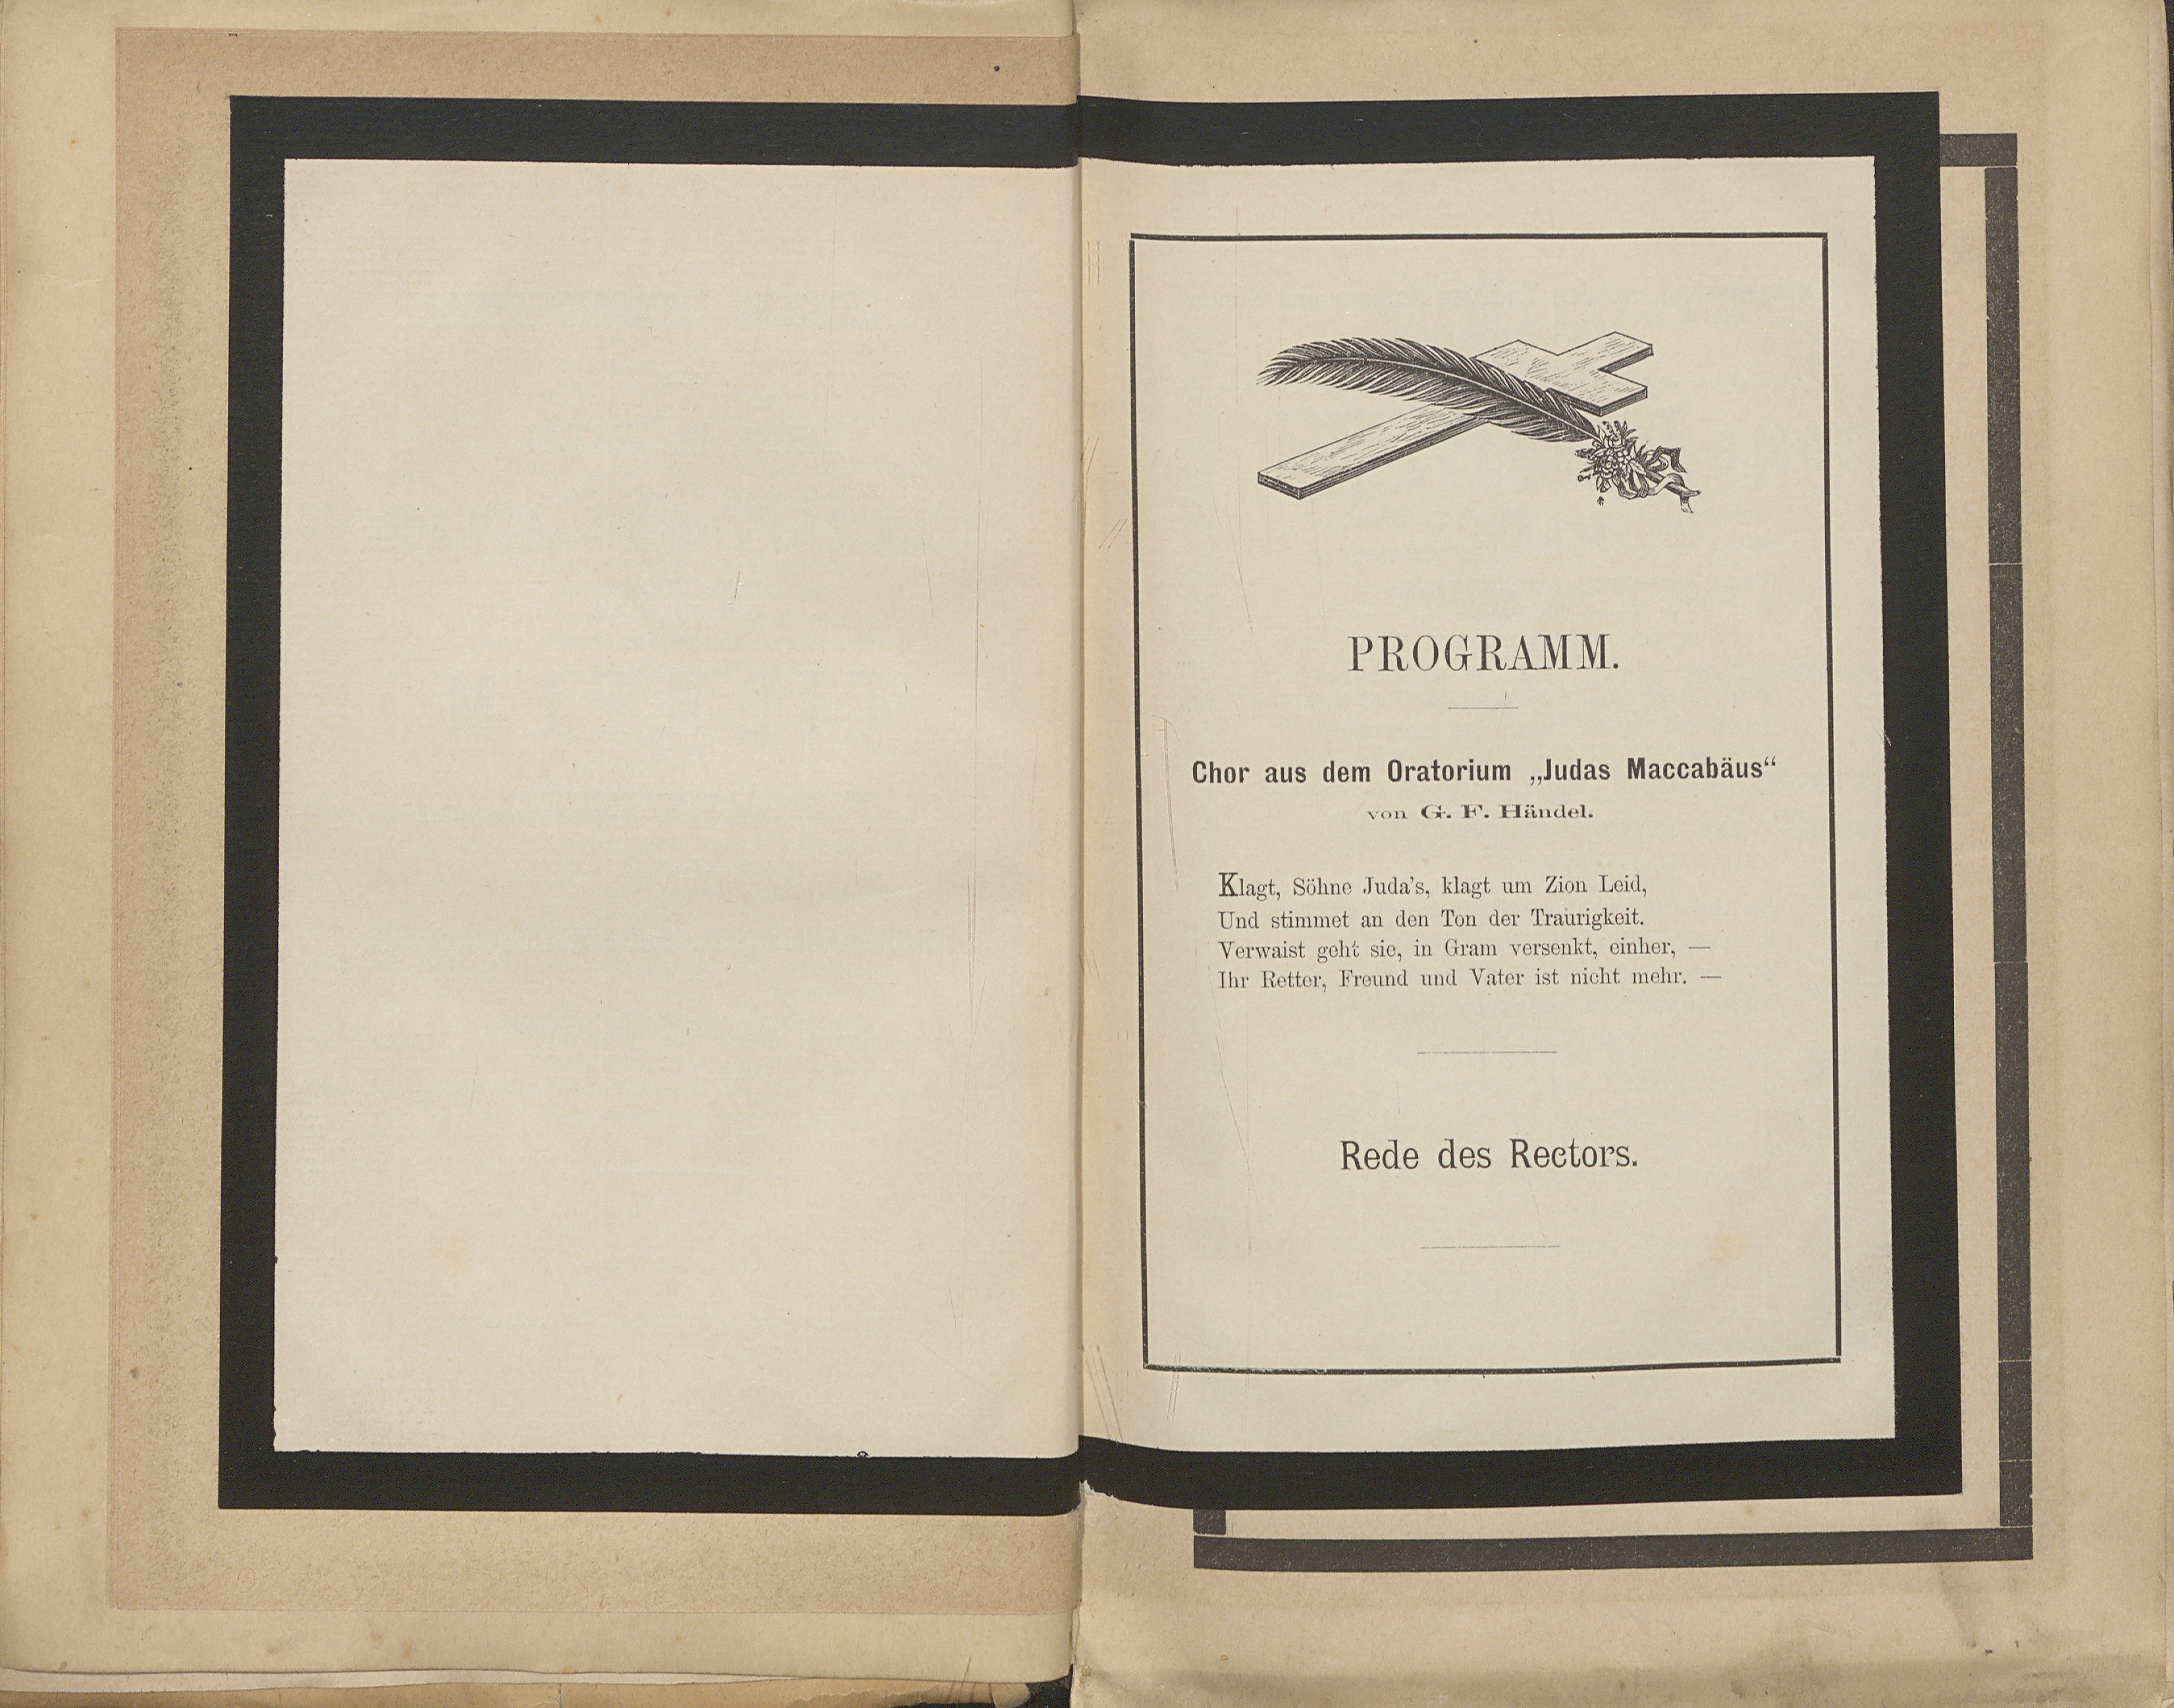 PROGRAMM.
Chor aus dem Oratorium „Judas Maccabäus“
von G. F. Händel.
Klagt, Söhne Juda's, klagt um Zion Leid,
Und stimmet an den Ton der Traurigkeit.
Verwaist geht sie, in Gram versenkt, einher, —
Ihr Retter, Freund und Vater ist nicht mehr. —
Rede des Rectors.